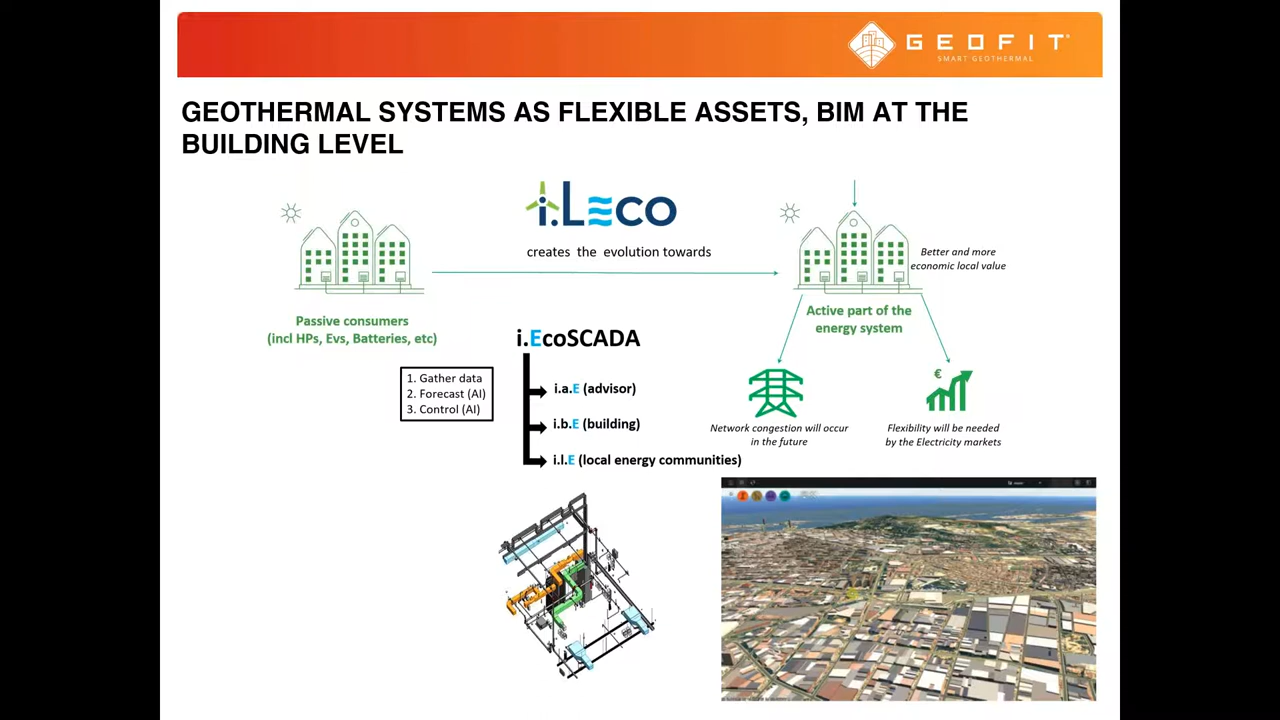 GEOFIT®
SMART GEOTHERMAL
GEOTHERMAL SYSTEMS AS FLEXIBLE ASSETS, BIM AT THE
BUILDING LEVEL
i.LECO
creates the evolution towards
Better and more
economic local value
Passive consumers
(incl HPs, Evs, Batteries, etc)
Active part of the
energy system
i.EcoSCADA
1. Gather data
2. Forecast (AI)
3. Control (AI)
i.a.E (advisor)
i.b.E (building)
i.l.E (local energy communities)
€
Network congestion will occur
in the future
Flexibility will be needed
by the Electricity markets